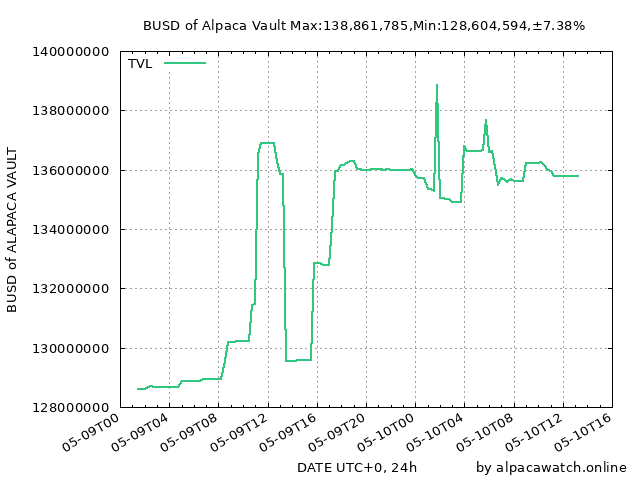 BUSD of Alpaca Vault Max:138,861,785,Min:128,604,594,±7.38%
TVL
140000000
138000000
136000000
134000000
132000000
130000000
128000000
BUSD of ALAPACA VAULT
05-09T00
05-09T04
05-09T08
05-09T12
05-09T16
05-09T20
05-10T00
05-10T04
05-10T08
05-10T12
05-10T16
DATE UTC+0, 24h
by alpacawatch.online